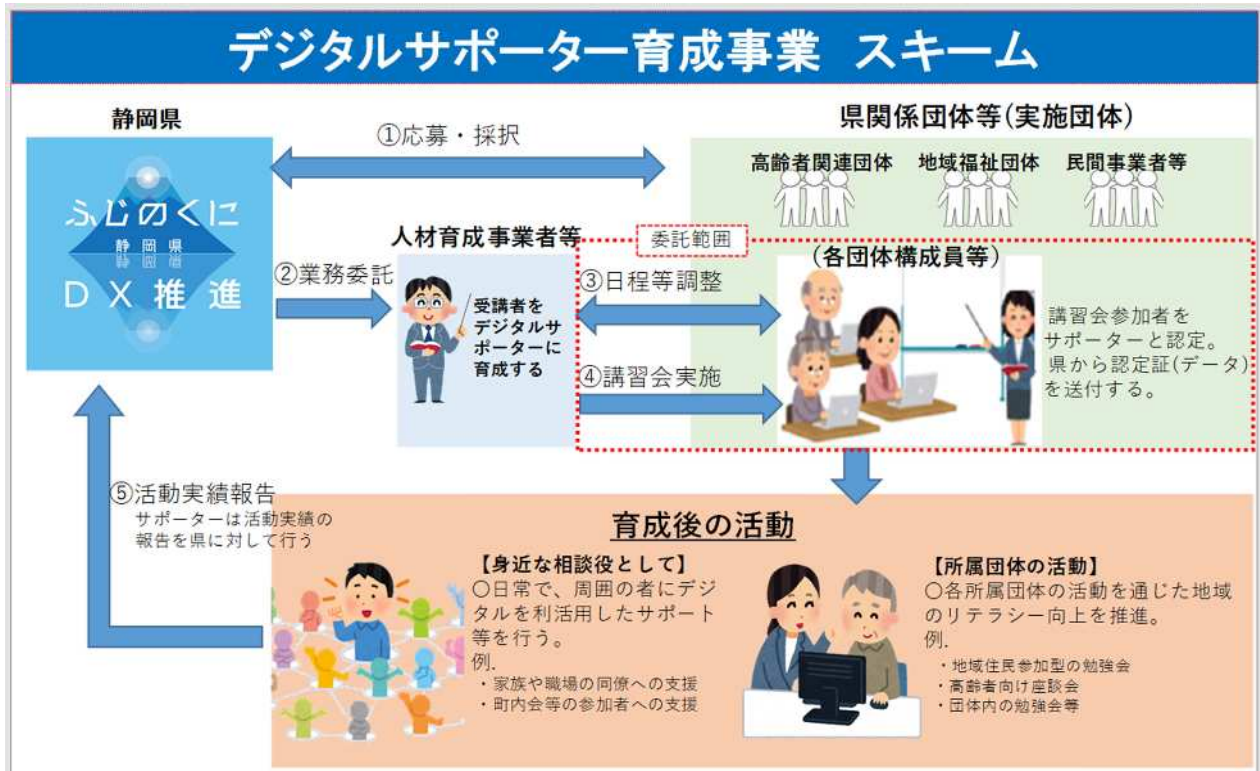 デジタルサポーター育成事業 スキーム
静岡県
ふじのくに
静岡県
DX推進
①応募・採択
県関係団体等(実施団体)
高齢者関連団体
地域福祉団体
民間事業者等
人材育成事業者等
委託範囲
②業務委託
受講者を
デジタルサ
ポーターに
育成する
③日程等調整
④講習会実施
(各団体構成員等)
講習会参加者を
サポーターと認定。
県から認定証(データ)
を送付する。
⑤活動実績報告
サポーターは活動実績の
報告を県に対して行う
育成後の活動
【身近な相談役として】
〇日常で、周囲の者にデジ
タルを利活用したサポート
等を行う。
例.
・家族や職場の同僚への支援
・町内会等の参加者への支援
【所属団体の活動】
〇各所属団体の活動を通じた地域
のリテラシー向上を推進。
例.
・地域住民参加型の勉強会
・高齢者向け座談会
・団体内の勉強会等